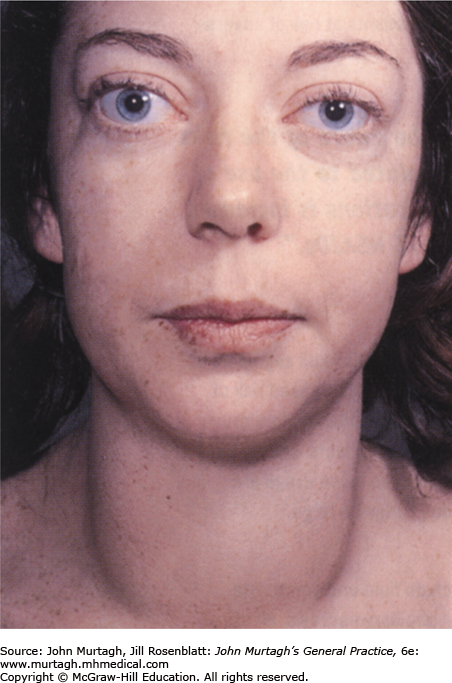 Source: John Murtagh, Jill Rosenblatt: John Murtagh's General Practice, 6e:
www.murtagh.mhmedical.com
Copyright © McGraw-Hill Education. All rights reserved.